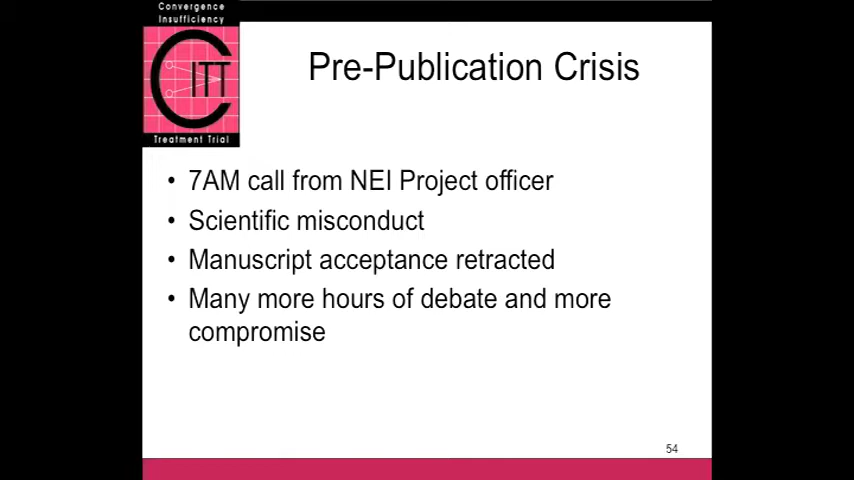 Convergence
Insufficiency
CITT
Treatment Trial
Pre-Publication Crisis
• 7AM call from NEI Project officer
• Scientific misconduct
• Manuscript acceptance retracted
• Many more hours of debate and more
compromise
54